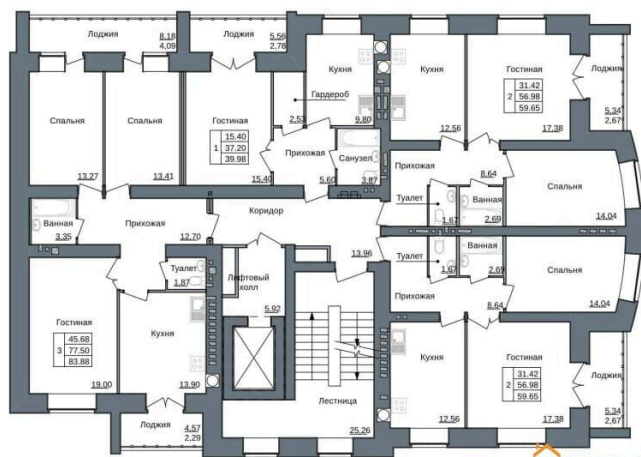 Лоджия
8.18
4.09
Лоджия
5.56
2.78
Кухня
9.80
Кухня
12.56
Гостиная
31.42
2 56.98
59.65
17.38
Лоджия
5.34
2.67
Спальня
13.27
Спальня
13.41
Гостиная
15.40
1 37.20
39.98
15.40
Гардероб
2.53
Прихожая
5.60
Санузел
3.87
Прихожая
8.64
Туалет
1.67
Ванная
2.69
Спальня
14.04
Ванная
3.35
Прихожая
12.70
Коридор
13.96
Туалет
1.67
Ванная
2.69
Спальня
14.04
Прихожая
8.64
Туалет
1.87
Лифтовый
холл
5.92
Гостиная
45.68
3 77.50
83.88
19.00
Кухня
13.90
Лоджия
4.57
2.29
Лестница
25.26
Кухня
12.56
Гостиная
31.42
2 56.98
59.65
17.38
Лоджия
5.34
2.67